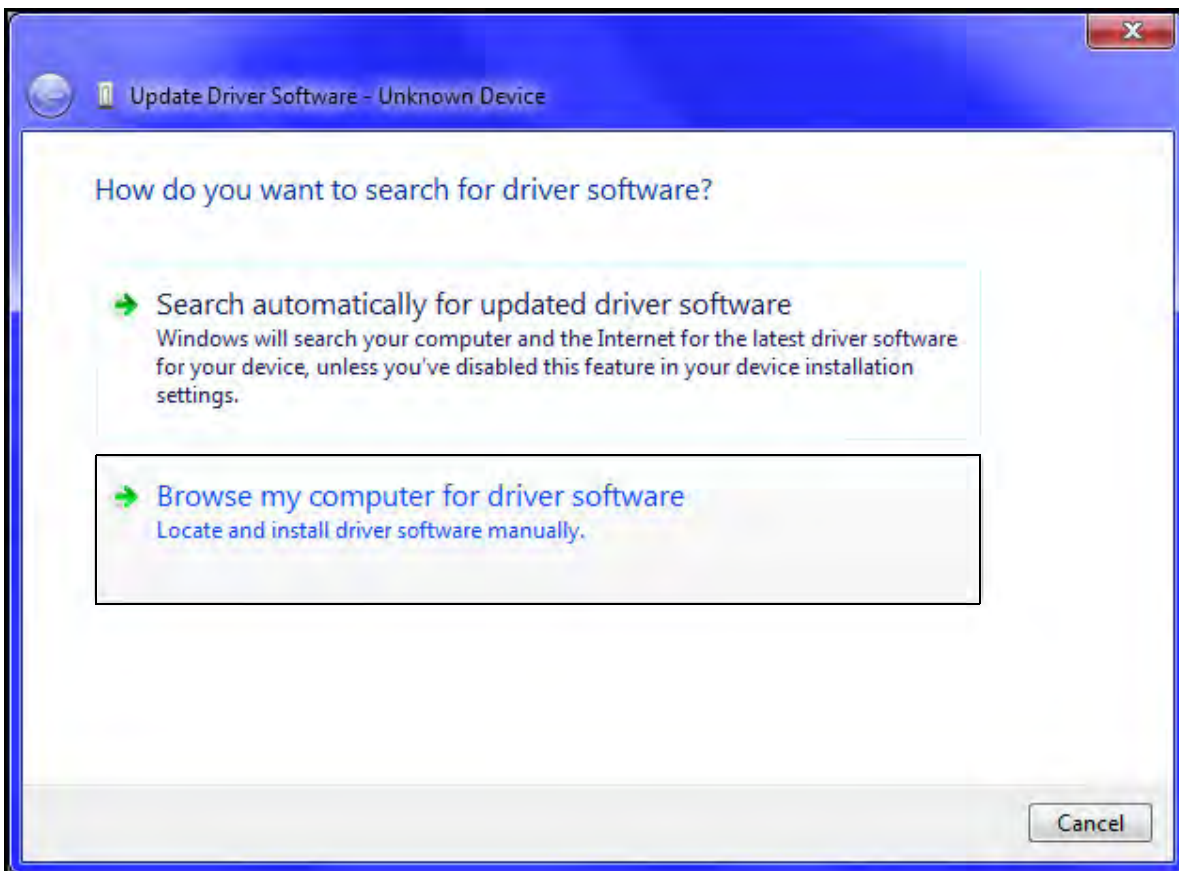 Update Driver Software - Unknown Device
How do you want to search for driver software?
Search automatically for updated driver software
Windows will search your computer and the Internet for the latest driver software
for your device, unless you've disabled this feature in your device installation
settings.
Browse my computer for driver software
Locate and install driver software manually.
Cancel